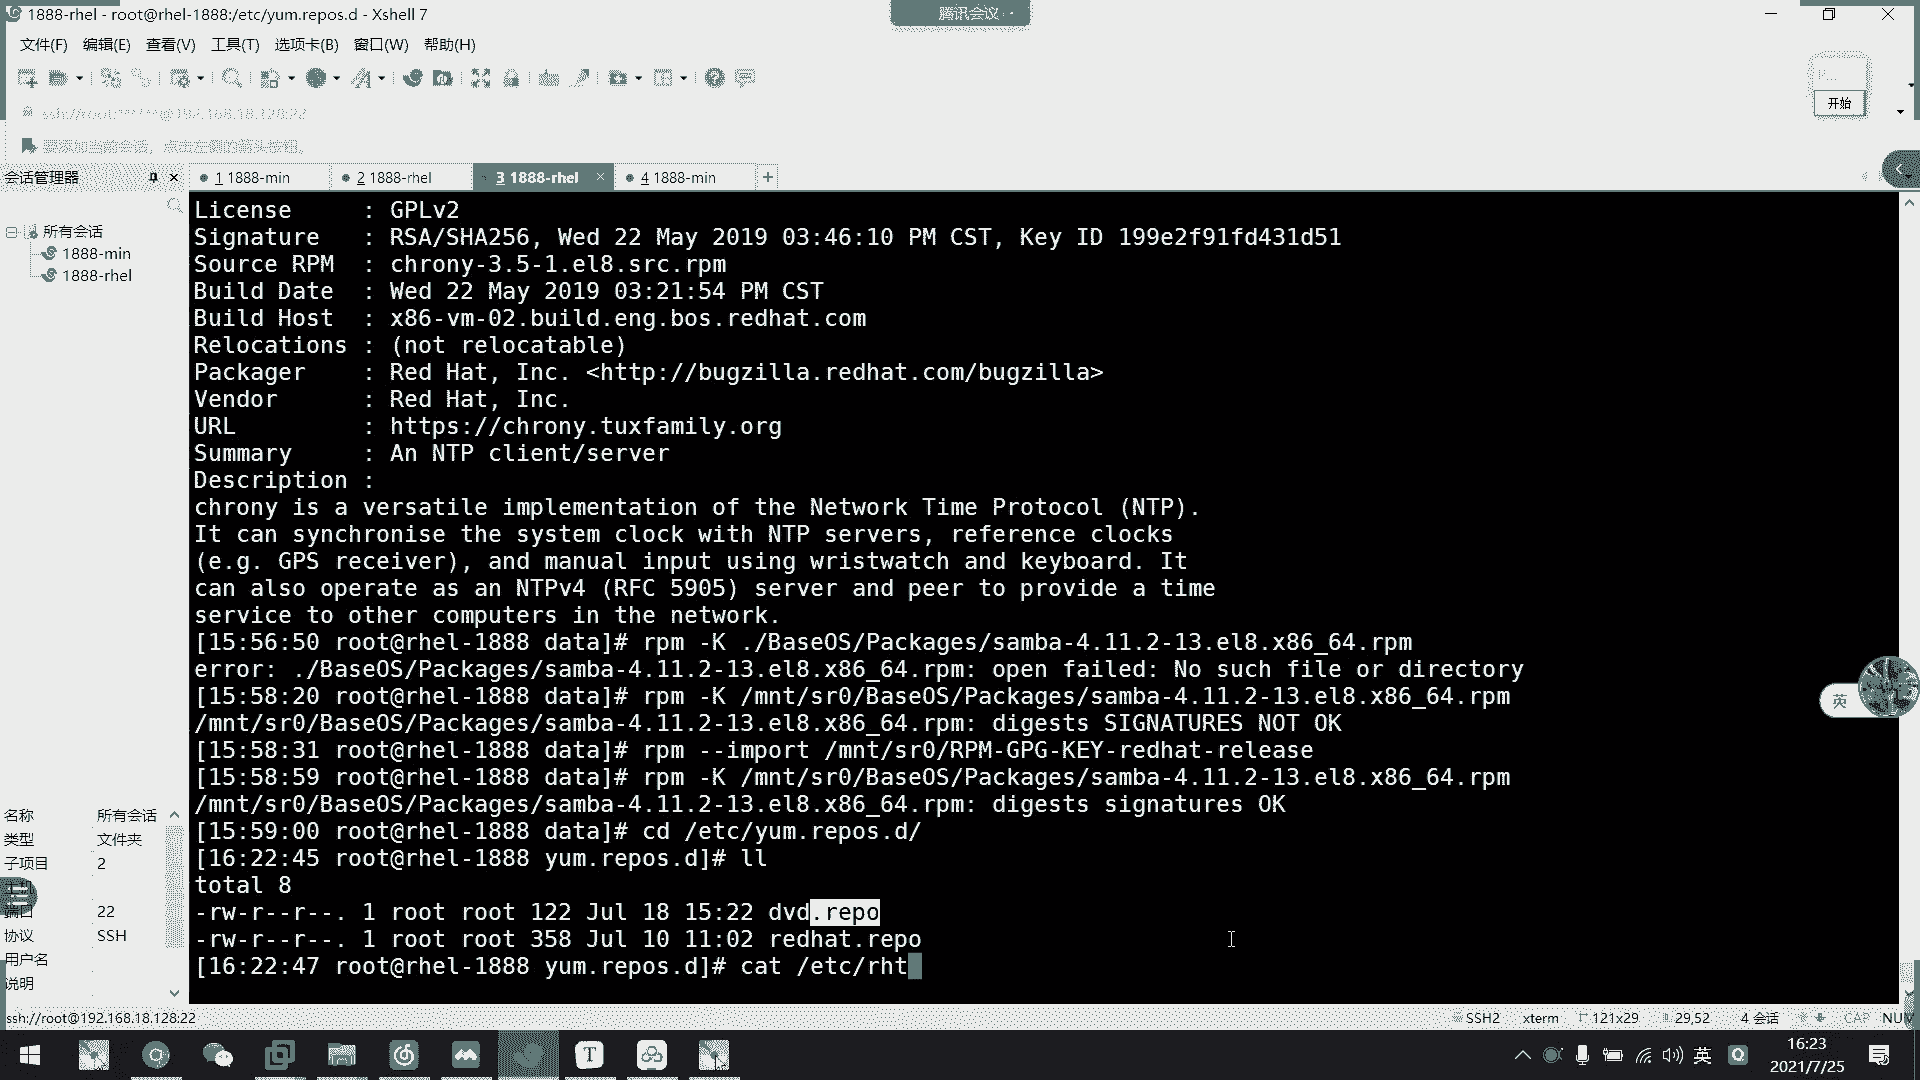 1888-rhel - root@rhel-1888:/etc/yum.repos.d - Xshell 7
腾讯会议
文件(F) 编辑(E) 查看(V) 工具(T) 选项卡(B) 窗口(W) 帮助(H)
P...
开始
ssh://root:******@192.168.18.128:22
要添加当前会话，点击左侧的箭头按钮。
会话管理器
1 1888-min
2 1888-rhel
3 1888-rhel
4 1888-min
所有会话
1888-min
1888-rhel
License : GPLv2
Signature : RSA/SHA256, Wed 22 May 2019 03:46:10 PM CST, Key ID 199e2f91fd431d51
Source RPM : chrony-3.5-1.el8.src.rpm
Build Date : Wed 22 May 2019 03:21:54 PM CST
Build Host : x86-vm-02.build.eng.bos.redhat.com
Relocations : (not relocatable)
Packager : Red Hat, Inc. <http://bugzilla.redhat.com/bugzilla>
Vendor : Red Hat, Inc.
URL : https://chrony.tuxfamily.org
Summary : An NTP client/server
Description :
chrony is a versatile implementation of the Network Time Protocol (NTP).
It can synchronise the system clock with NTP servers, reference clocks
(e.g. GPS receiver), and manual input using wristwatch and keyboard. It
can also operate as an NTPv4 (RFC 5905) server and peer to provide a time
service to other computers in the network.
[15:56:50 root@rhel-1888 data]# rpm -K ./BaseOS/Packages/samba-4.11.2-13.el8.x86_64.rpm
error: ./BaseOS/Packages/samba-4.11.2-13.el8.x86_64.rpm: open failed: No such file or directory
[15:58:20 root@rhel-1888 data]# rpm -K /mnt/sr0/BaseOS/Packages/samba-4.11.2-13.el8.x86_64.rpm
/mnt/sr0/BaseOS/Packages/samba-4.11.2-13.el8.x86_64.rpm: digests SIGNATURES NOT OK
[15:58:31 root@rhel-1888 data]# rpm --import /mnt/sr0/RPM-GPG-KEY-redhat-release
[15:58:59 root@rhel-1888 data]# rpm -K /mnt/sr0/BaseOS/Packages/samba-4.11.2-13.el8.x86_64.rpm
/mnt/sr0/BaseOS/Packages/samba-4.11.2-13.el8.x86_64.rpm: digests signatures OK
[15:59:00 root@rhel-1888 data]# cd /etc/yum.repos.d/
[16:22:45 root@rhel-1888 yum.repos.d]# ll
total 8
-rw-r--r--. 1 root root 122 Jul 18 15:22 dvd.repo
-rw-r--r--. 1 root root 358 Jul 10 11:02 redhat.repo
[16:22:47 root@rhel-1888 yum.repos.d]# cat /etc/rht
名称 所有会话
类型 文件夹
子项目 2
端口 22
协议 SSH
用户名
说明
英
ssh://root@192.168.18.128:22
SSH2 xterm 121x29 29,52 4 会话 CAP NUM
英
16:23
2021/7/25